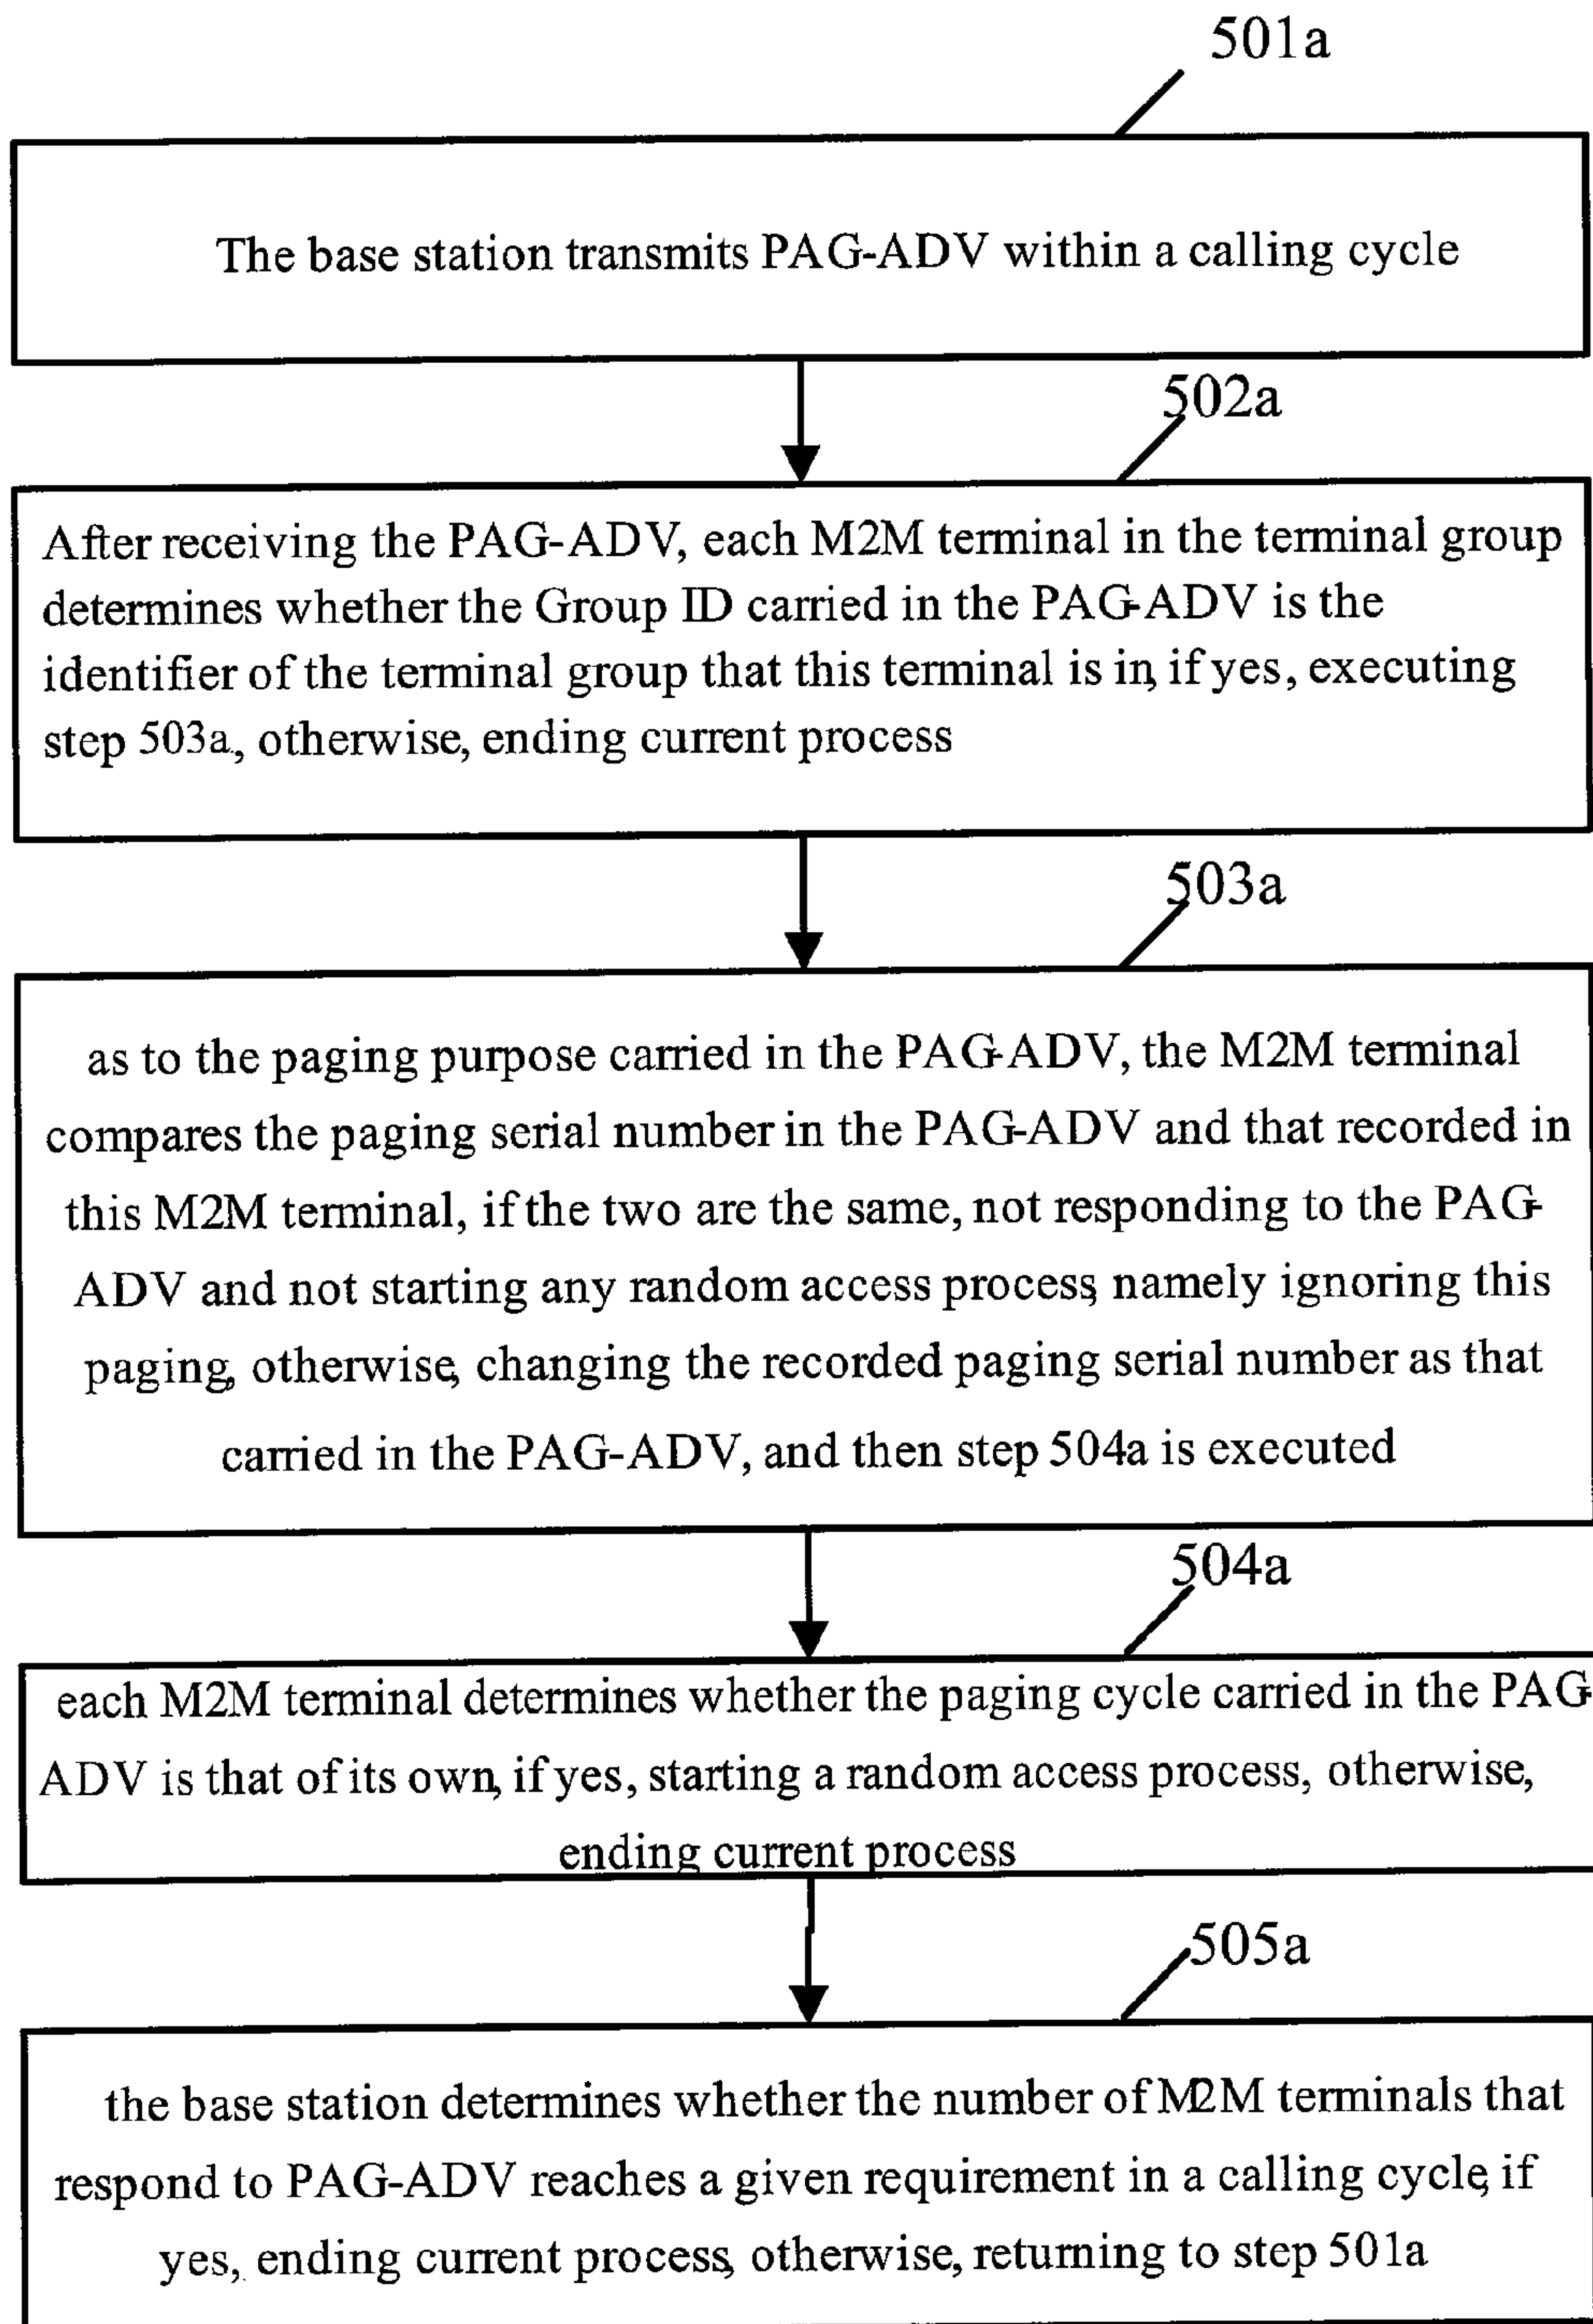 501a
The base station transmits PAG-ADV within a calling cycle
502a
After receiving the PAG-ADV, each M2M terminal in the terminal group
determines whether the Group ID carried in the PAG-ADV is the
identifier of the terminal group that this terminal is in, if yes, executing
step 503a, otherwise, ending current process
503a
as to the paging purpose carried in the PAG-ADV, the M2M terminal
compares the paging serial number in the PAG-ADV and that recorded in
this M2M terminal, if the two are the same, not responding to the PAG-
ADV and not starting any random access process, namely ignoring this
paging, otherwise, changing the recorded paging serial number as that
carried in the PAG-ADV, and then step 504a is executed
504a
each M2M terminal determines whether the paging cycle carried in the PAG-
ADV is that of its own, if yes, starting a random access process, otherwise,
ending current process
505a
the base station determines whether the number of M2M terminals that
respond to PAG-ADV reaches a given requirement in a calling cycle, if
yes, ending current process, otherwise, returning to step 501a